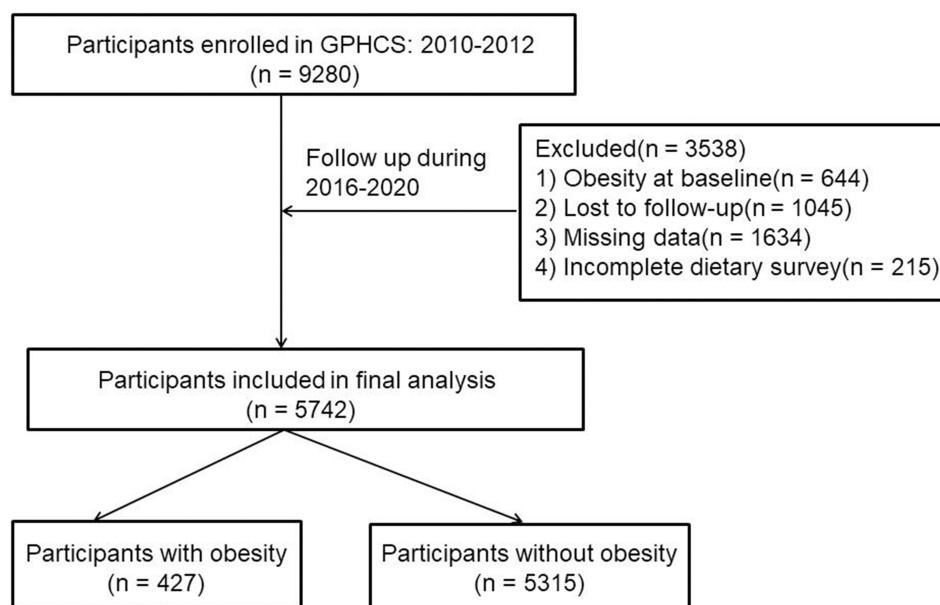 Participants enrolled in GPHCS: 2010-2012
(n = 9280)
Follow up during
2016-2020
Excluded(n = 3538)
1) Obesity at baseline(n = 644)
2) Lost to follow-up(n = 1045)
3) Missing data(n = 1634)
4) Incomplete dietary survey(n = 215)
Participants included in final analysis
(n = 5742)
Participants with obesity
(n = 427)
Participants without obesity
(n = 5315)